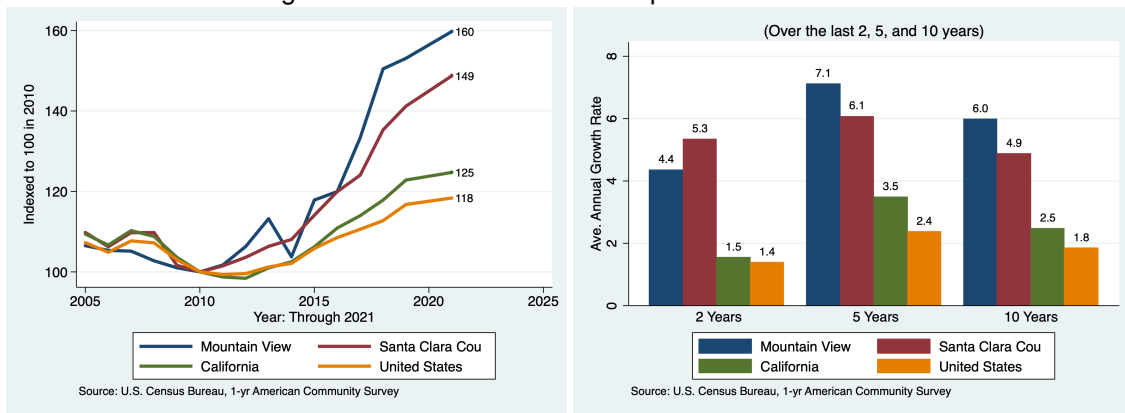 160
140
120
100
Indexed to 100 in 2010
160
149
125
118
2005 2010 2015 2020 2025
Year: Through 2021
Mountain View Santa Clara Cou
California United States
Source: U.S. Census Bureau, 1-yr American Community Survey
(Over the last 2, 5, and 10 years)
8
6
4
2
0
Ave. Annual Growth Rate
4.4 5.3 1.5 1.4
7.1 6.1 3.5 2.4
6.0 4.9 2.5 1.8
2 Years 5 Years 10 Years
Mountain View Santa Clara Cou
California United States
Source: U.S. Census Bureau, 1-yr American Community Survey